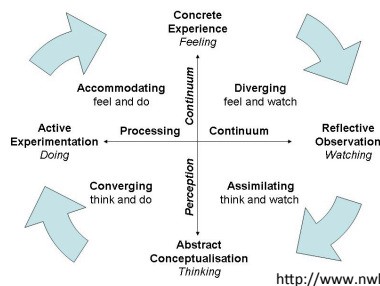 Concrete
Experience
Feeling
Continuum
Accommodating
feel and do
Diverging
feel and watch
Active
Experimentation
Doing
Processing
Continuum
Reflective
Observation
Watching
Perception
Converging
think and do
Assimilating
think and watch
Abstract
Conceptualisation
Thinking
http://www.nwl